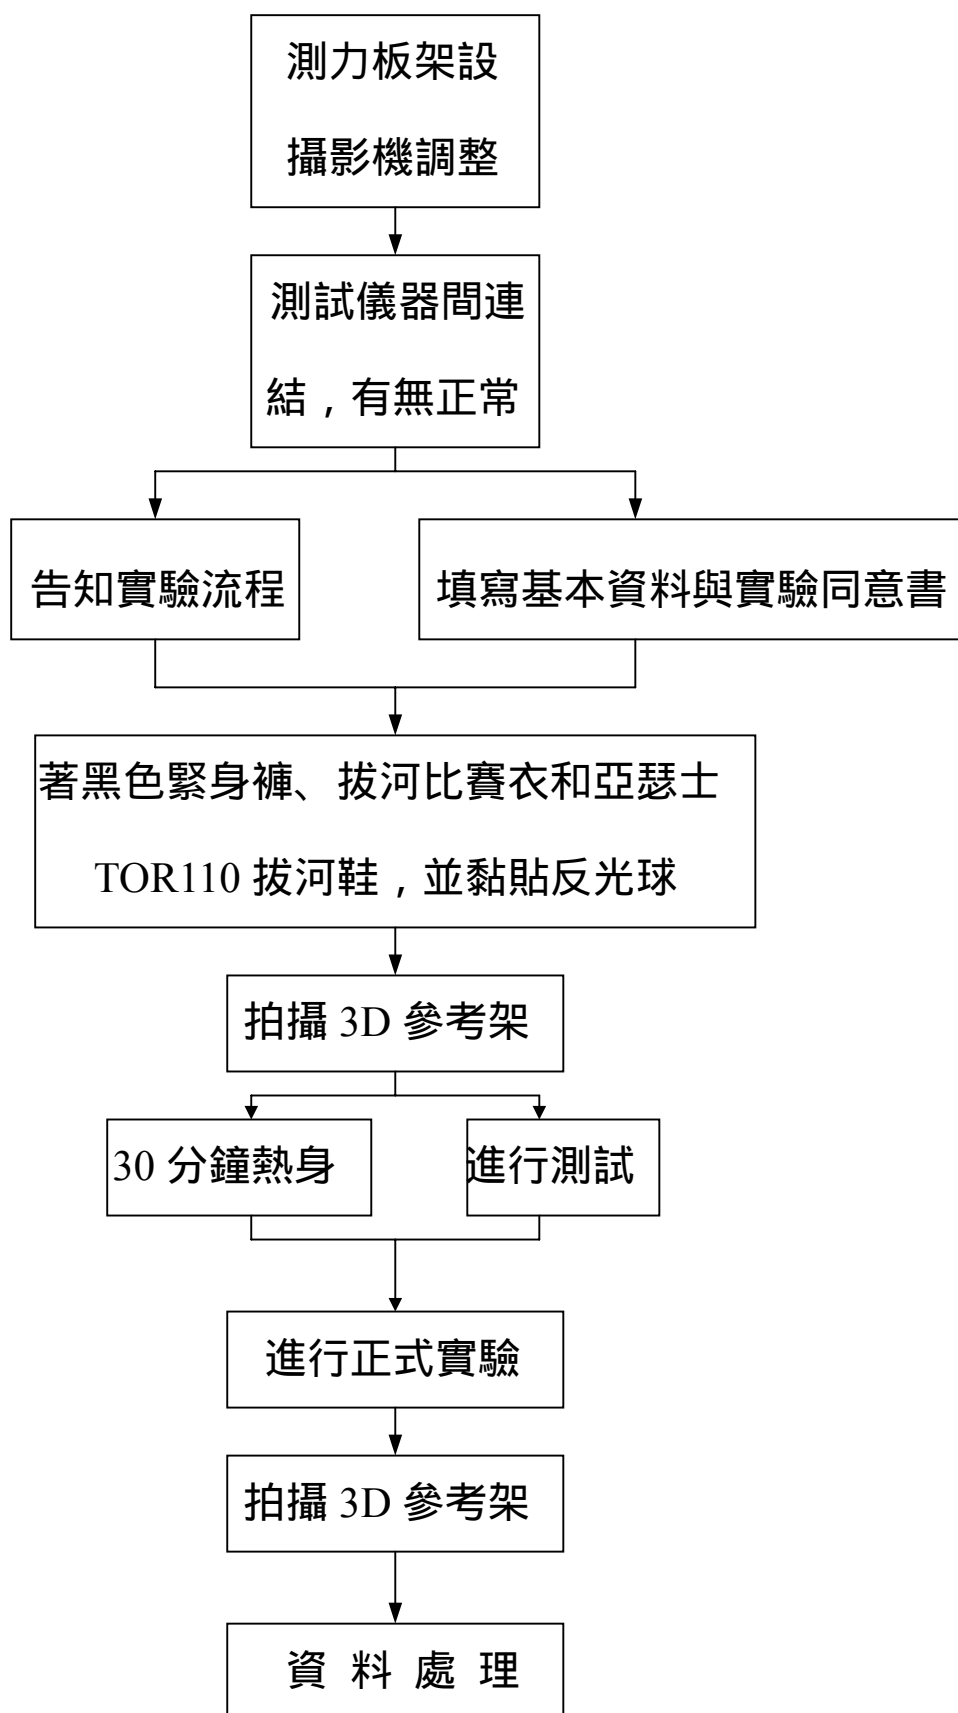 測力板架設
攝影機調整
測試儀器間連
結，有無正常
告知實驗流程
填寫基本資料與實驗同意書
著黑色緊身褲、拔河比賽衣和亞瑟士
TOR110 拔河鞋，並黏貼反光球
拍攝 3D 參考架
30 分鐘熱身
進行測試
進行正式實驗
拍攝 3D 參考架
資 料 處 理